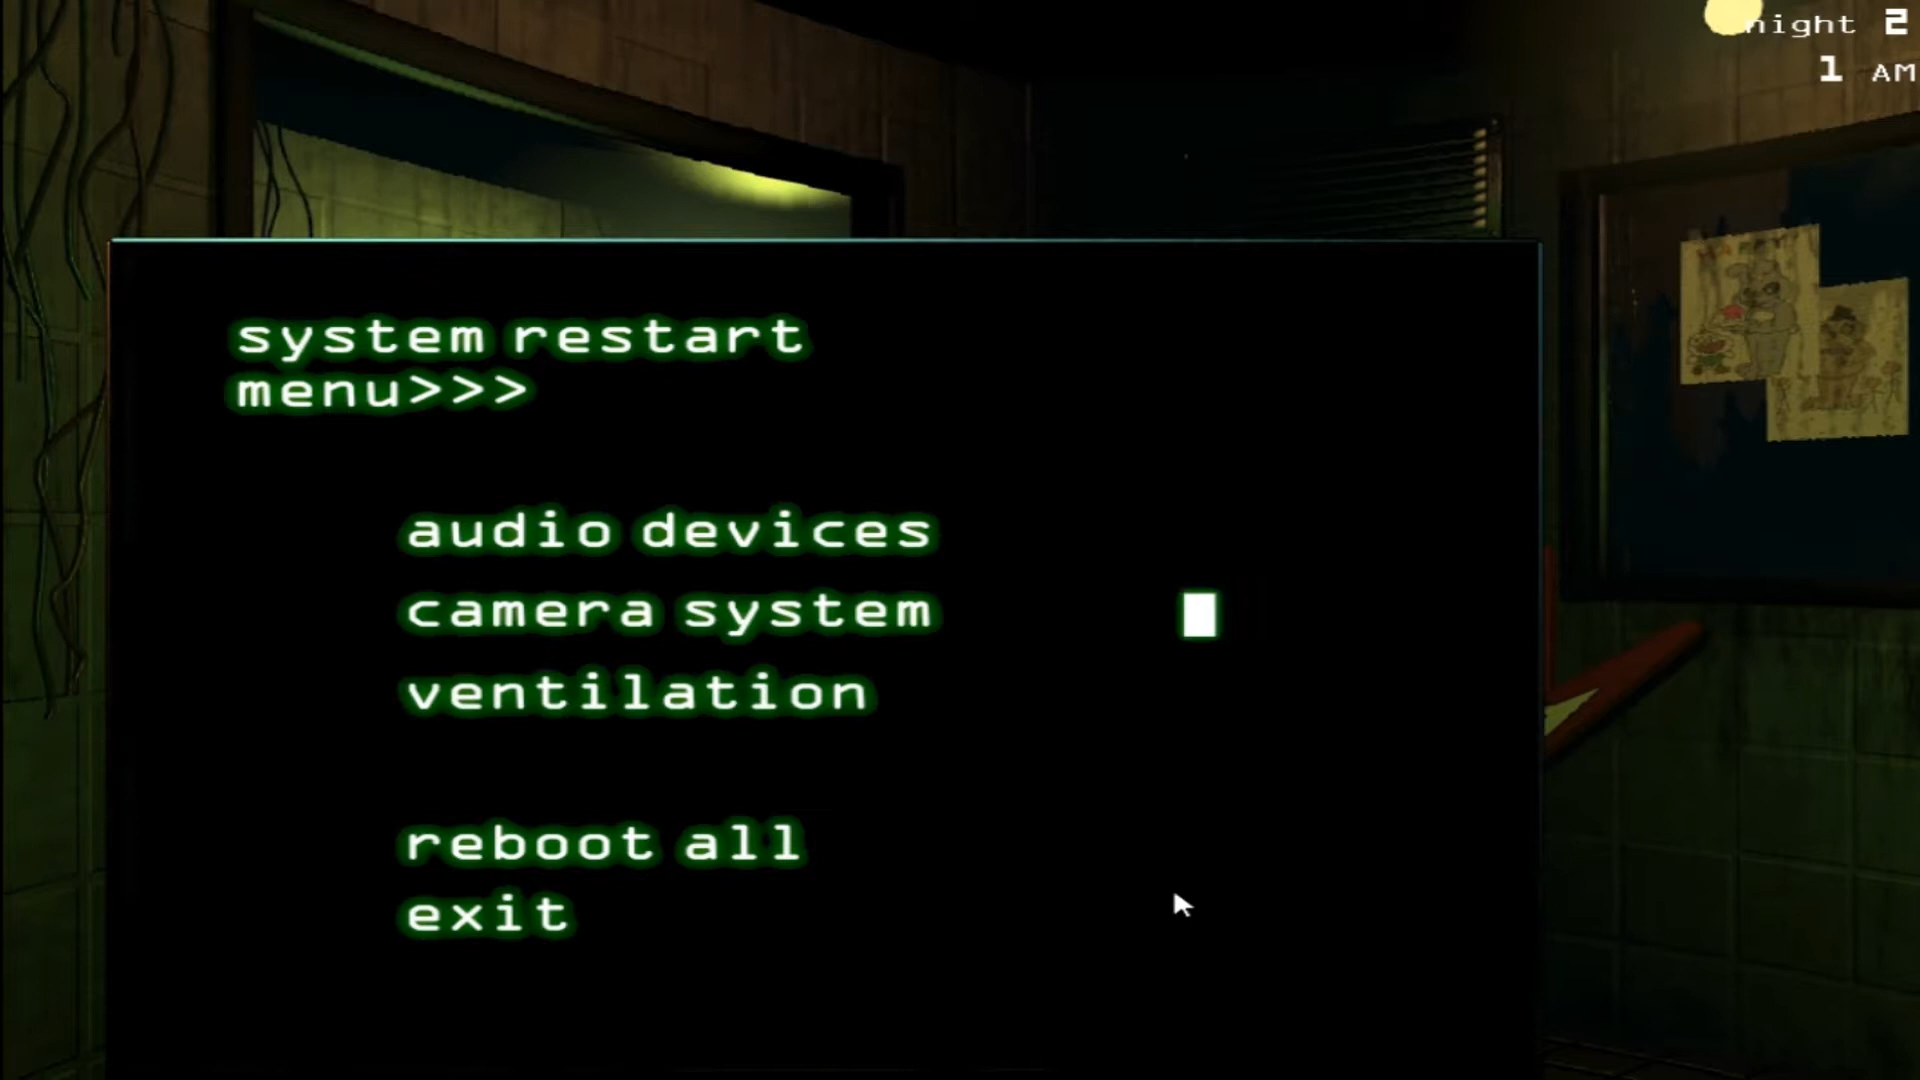 night 2
1 AM
system restart
menu>>>
audio devices
camera system
ventilation
reboot all
exit